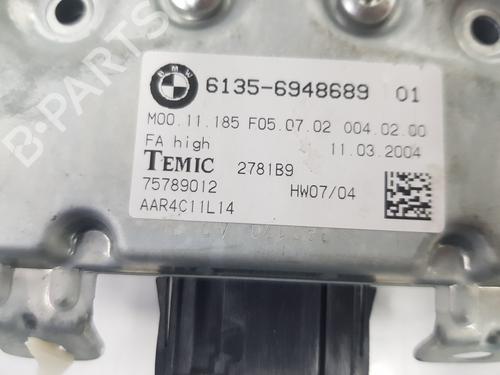 BMW
6135-6948689 01
M00.11.185 F05.07.02 004.02.00
FA high 11.03.2004
TEMIC 2781B9
75789012 HW07/04
AAR4C11L14
B-PARTS